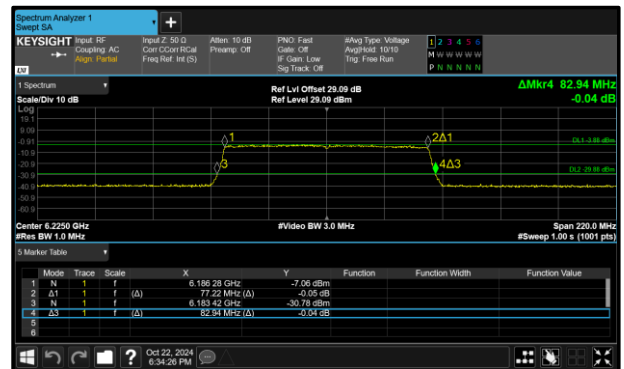 Spectrum Analyzer 1
Swept SA
+
KEYSIGHT Input: RF Input Z: 50 Ω Atten: 10 dB PNO: Fast #Avg Type: Voltage 1 2 3 4 5 6
Coupling: AC Corr CCorr RCal Preamp: Off Gate: Off Avg|Hold: 10/10 M W W W W W
Align: Partial Freq Ref: Int (S) IF Gain: Low Trig: Free Run P N N N N N
Sig Track: Off
1 Spectrum Ref Lvl Offset 29.09 dB ΔMkr4 82.94 MHz
Scale/Div 10 dB Ref Level 29.09 dBm -0.04 dB
Log
19.1
9.09
-0.91
-10.9
-20.9
-30.9
-40.9
-50.9
-60.9
1
2Δ1
DL1 -3.88 dBm
3
4Δ3
DL2 -29.88 dBm
Center 6.2250 GHz #Video BW 3.0 MHz Span 220.0 MHz
#Res BW 1.0 MHz #Sweep 1.00 s (1001 pts)
5 Marker Table
Mode Trace Scale X Y Function Function Width Function Value
1 N 1 f 6.186 28 GHz -7.06 dBm
2 Δ1 1 f (Δ) 77.22 MHz (Δ) -0.05 dB
3 N 1 f 6.183 42 GHz -30.78 dBm
4 Δ3 1 f (Δ) 82.94 MHz (Δ) -0.04 dB
5
6
? Oct 22, 2024
6:34:26 PM